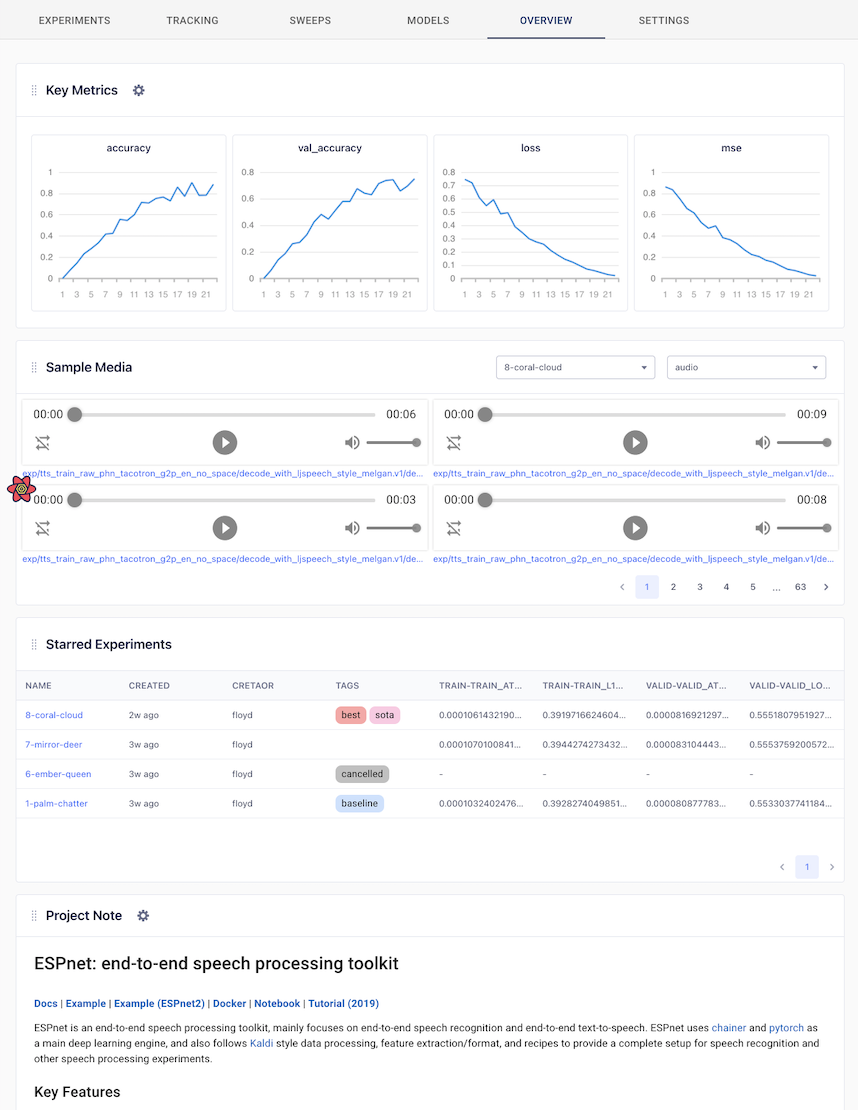 EXPERIMENTS TRACKING SWEEPS MODELS OVERVIEW SETTINGS
Key Metrics
accuracy val_accuracy loss mse
1
0.8
0.6
0.4
0.2
0
1 3 5 7 9 11 13 15 17 19 21
0.8
0.6
0.4
0.2
0
1 3 5 7 9 11 13 15 17 19 21
0.8
0.7
0.6
0.5
0.4
0.3
0.2
0.1
0
1 3 5 7 9 11 13 15 17 19 21
1
0.8
0.6
0.4
0.2
0
1 3 5 7 9 11 13 15 17 19 21
Sample Media 8-coral-cloud audio
00:00 00:06 00:00 00:09
exp/tts_train_raw_phn_tacotron_g2p_en_no_space/decode_with_ljspeech_style_melgan.v1/de... exp/tts_train_raw_phn_tacotron_g2p_en_no_space/decode_with_ljspeech_style_melgan.v1/de...
00:00 00:03 00:00 00:08
exp/tts_train_raw_phn_tacotron_g2p_en_no_space/decode_with_ljspeech_style_melgan.v1/de... exp/tts_train_raw_phn_tacotron_g2p_en_no_space/decode_with_ljspeech_style_melgan.v1/de...
1 2 3 4 5 ... 63
Starred Experiments
NAME CREATED CRETAOR TAGS TRAIN-TRAIN_AT... TRAIN-TRAIN_L1... VALID-VALID_AT... VALID-VALID_LO...
8-coral-cloud 2w ago floyd best sota 0.0001061432190... 0.3919716624604... 0.0000816921297... 0.5551807951927...
7-mirror-deer 3w ago floyd 0.0001070100841... 0.3944274273432... 0.000083104443... 0.5553759200572...
6-ember-queen 3w ago floyd cancelled - - - -
1-palm-chatter 3w ago floyd baseline 0.0001032402476... 0.3928274049851... 0.000080877783... 0.5533037741184...
1
Project Note
ESPnet: end-to-end speech processing toolkit
Docs | Example | Example (ESPnet2) | Docker | Notebook | Tutorial (2019)
ESPnet is an end-to-end speech processing toolkit, mainly focuses on end-to-end speech recognition and end-to-end text-to-speech. ESPnet uses chainer and pytorch as
a main deep learning engine, and also follows Kaldi style data processing, feature extraction/format, and recipes to provide a complete setup for speech recognition and
other speech processing experiments.
Key Features